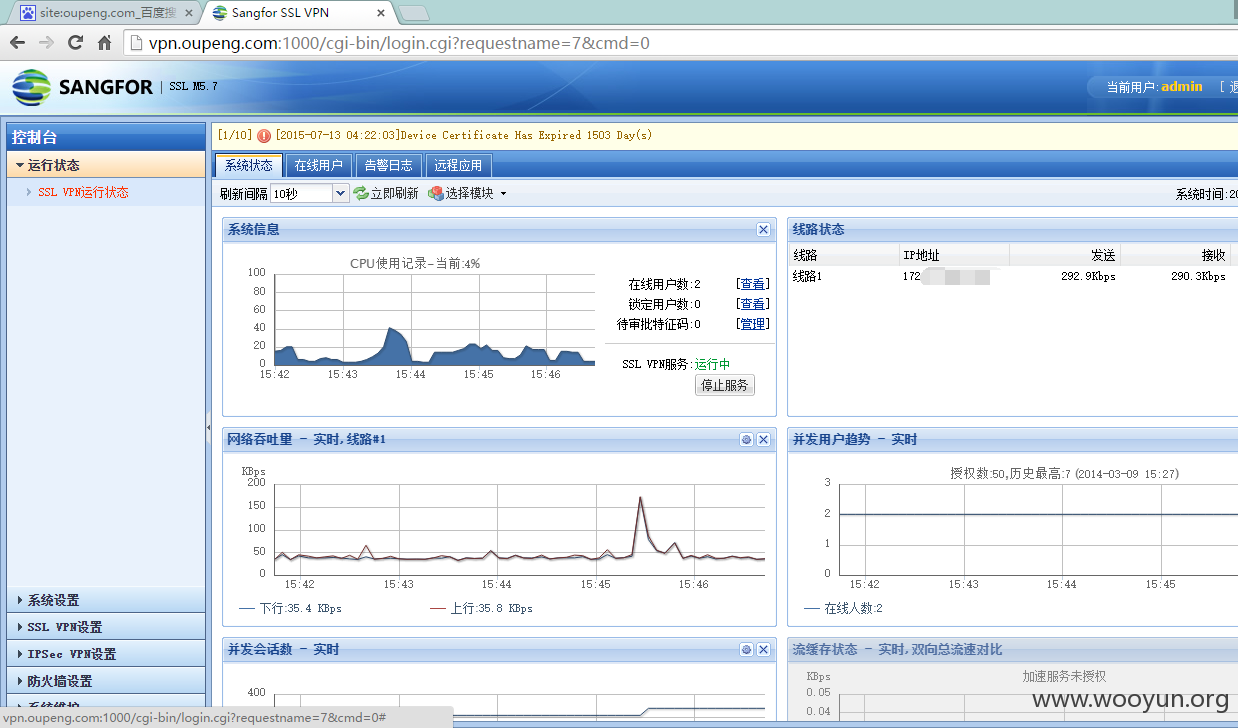 site:oupeng.com_百度搜
Sangfor SSL VPN
vpn.oupeng.com:1000/cgi-bin/login.cgi?requestname=7&cmd=0
SANGFOR | SSL M5.7
当前用户:admin [
控制台
[1/10] [2015-07-13 04:22:03]Device Certificate Has Expired 1503 Day(s)
运行状态
SSL VPN运行状态
系统状态 在线用户 告警日志 远程应用
刷新间隔 10秒 立即刷新 选择模块
系统时间:20
系统信息
CPU使用记录-当前:4%
100
80
60
40
20
0
15:42 15:43 15:44 15:45 15:46
在线用户数:2 [查看]
锁定用户数:0 [查看]
待审批特征码:0 [管理]
SSL VPN服务:运行中
停止服务
线路状态
线路 IP地址 发送 接收
线路1 172 292.9Kbps 290.3Kbps
网络吞吐量 - 实时,线路#1
KBps
200
150
100
50
0
15:42 15:43 15:44 15:45 15:46
下行:35.4 KBps 上行:35.8 KBps
并发用户趋势 - 实时
授权数:50,历史最高:7 (2014-03-09 15:27)
3
2
1
0
15:42 15:43 15:44 15:45
在线人数:2
系统设置
SSL VPN设置
IPSec VPN设置
防火墙设置
系统维护
并发会话数 - 实时
400
流缓存状态 - 实时,双向总流速对比
KBps
加速服务未授权
0.05
0.04
vpn.oupeng.com:1000/cgi-bin/login.cgi?requestname=7&cmd=0#
www.wooyun.org